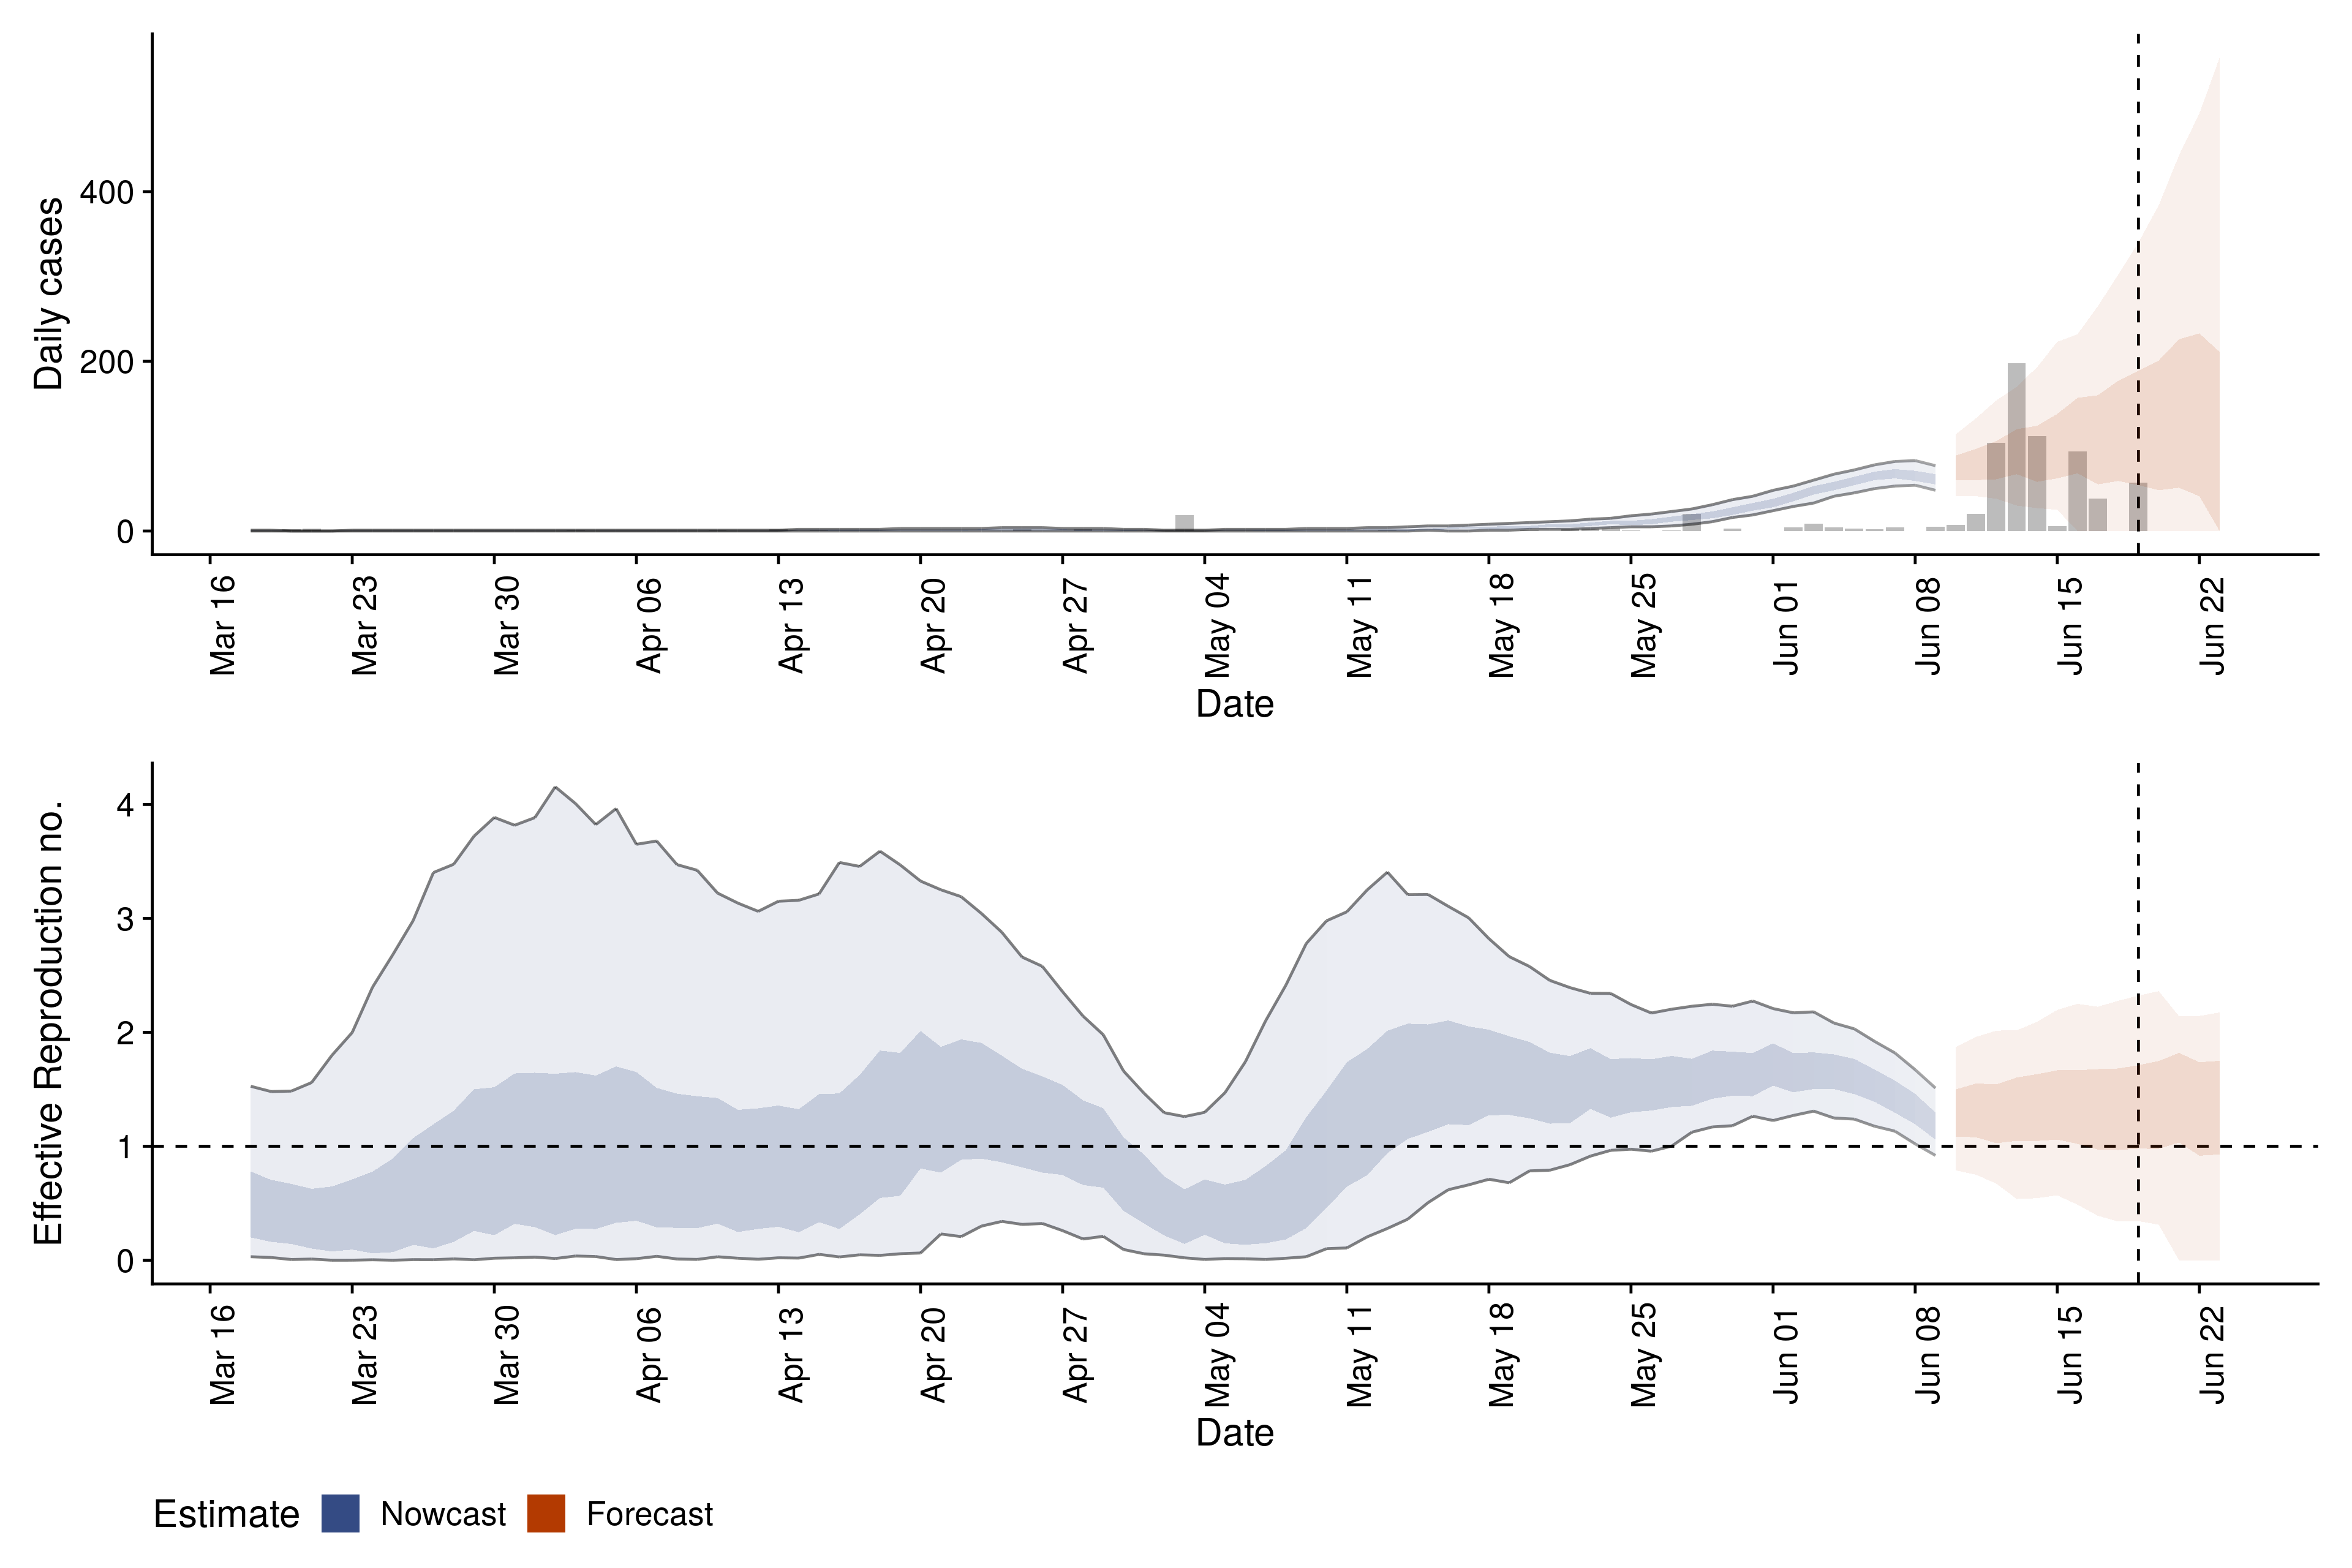 Daily cases
400
200
0
Mar 16 Mar 23 Mar 30 Apr 06 Apr 13 Apr 20 Apr 27 May 04 May 11 May 18 May 25 Jun 01 Jun 08 Jun 15 Jun 22
Date
Effective Reproduction no.
4
3
2
1
0
Mar 16 Mar 23 Mar 30 Apr 06 Apr 13 Apr 20 Apr 27 May 04 May 11 May 18 May 25 Jun 01 Jun 08 Jun 15 Jun 22
Date
Estimate Nowcast Forecast